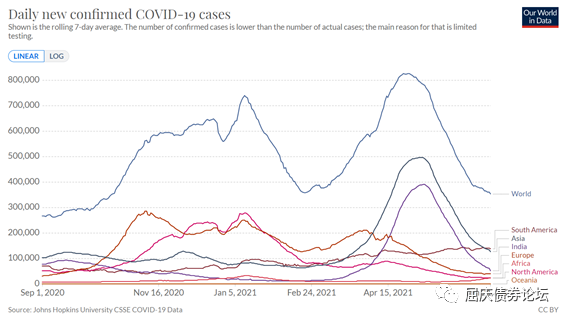 Daily new confirmed COVID-19 cases
Shown is the rolling 7-day average. The number of confirmed cases is lower than the number of actual cases; the main reason for that is limited
testing.
Our World
in Data
LINEAR
LOG
800,000
700,000
600,000
500,000
400,000
300,000
200,000
100,000
0
World
South America
Asia
India
Europe
Africa
North America
Oceania
Sep 1, 2020
Nov 16, 2020
Jan 5, 2021
Feb 24, 2021
Apr 15, 2021
屈庆债券论坛
Source: Johns Hopkins University CSSE COVID-19 Data
CC BY